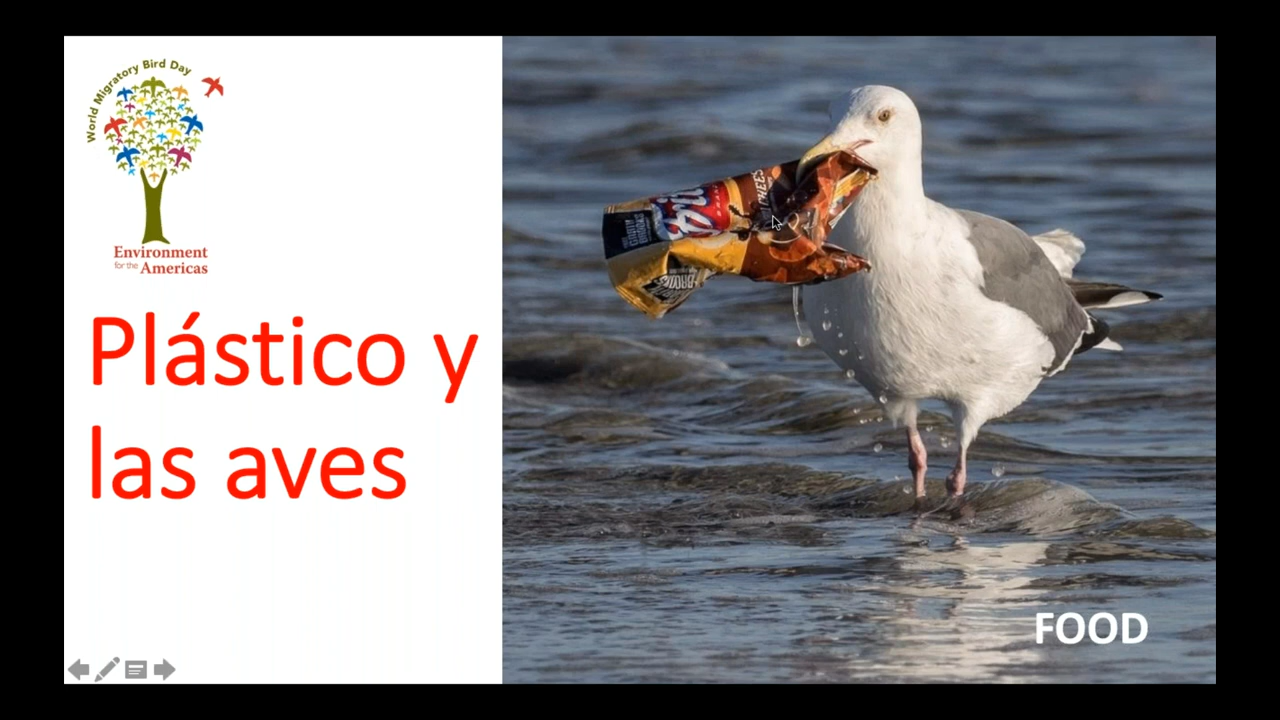 World Migratory Bird Day
Environment
for the Americas
Plástico y
las aves
FOOD